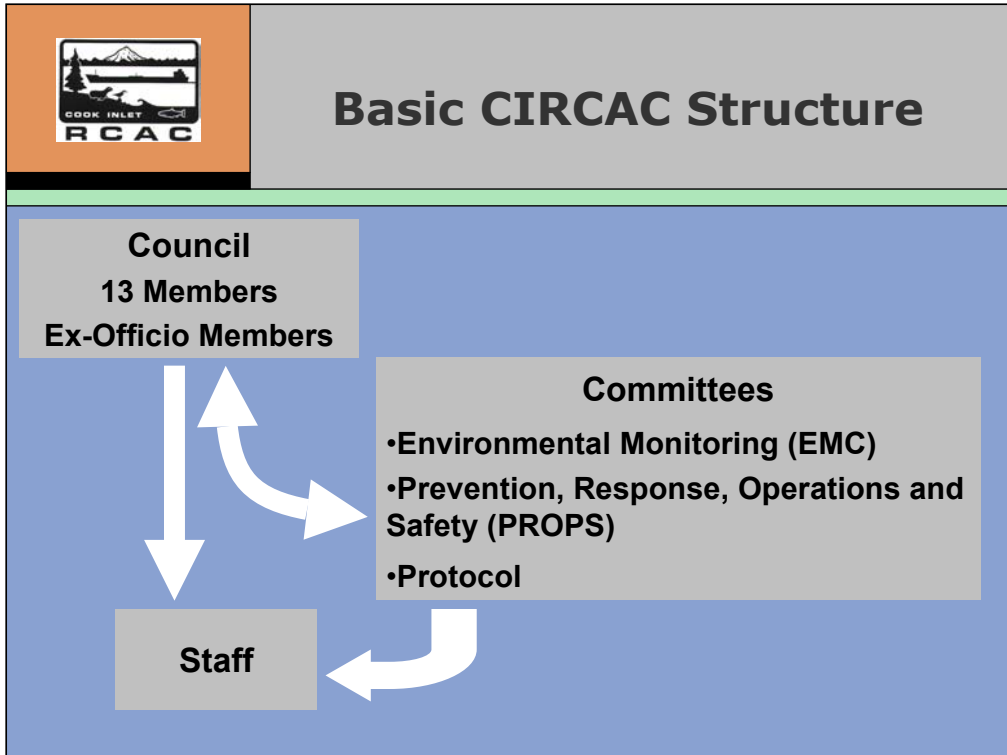 COOK INLET
RCAC
Basic CIRCAC Structure
Council
13 Members
Ex-Officio Members
Committees
•Environmental Monitoring (EMC)
•Prevention, Response, Operations and
Safety (PROPS)
•Protocol
Staff